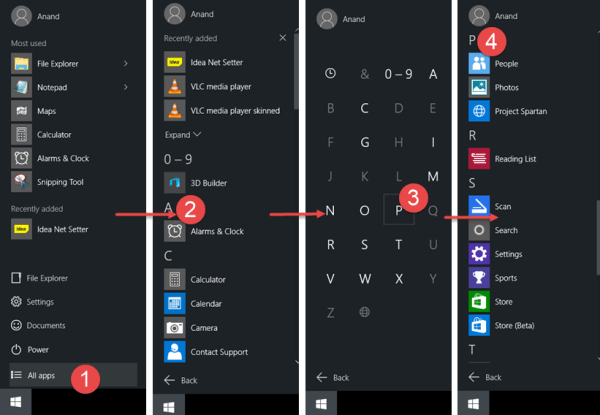 Anand
Most used
File Explorer
Notepad
Maps
Calculator
Alarms & Clock
Snipping Tool
Recently added
Idea Net Setter
File Explorer
Settings
Documents
Power
All apps
1
Anand
Recently added
Idea Net Setter
VLC media player
VLC media player skinned
Expand
0 – 9
3D Builder
A
2
Alarms & Clock
C
Calculator
Calendar
Camera
Contact Support
Back
Anand
& 0 – 9 A
B C D E
F G H I
J K L M
3
N O P Q
R S T U
V W X Y
Z
Back
Anand
P
4
People
Photos
Project Spartan
R
Reading List
S
Scan
Search
Settings
Sports
Store
Store (Beta)
T
Back